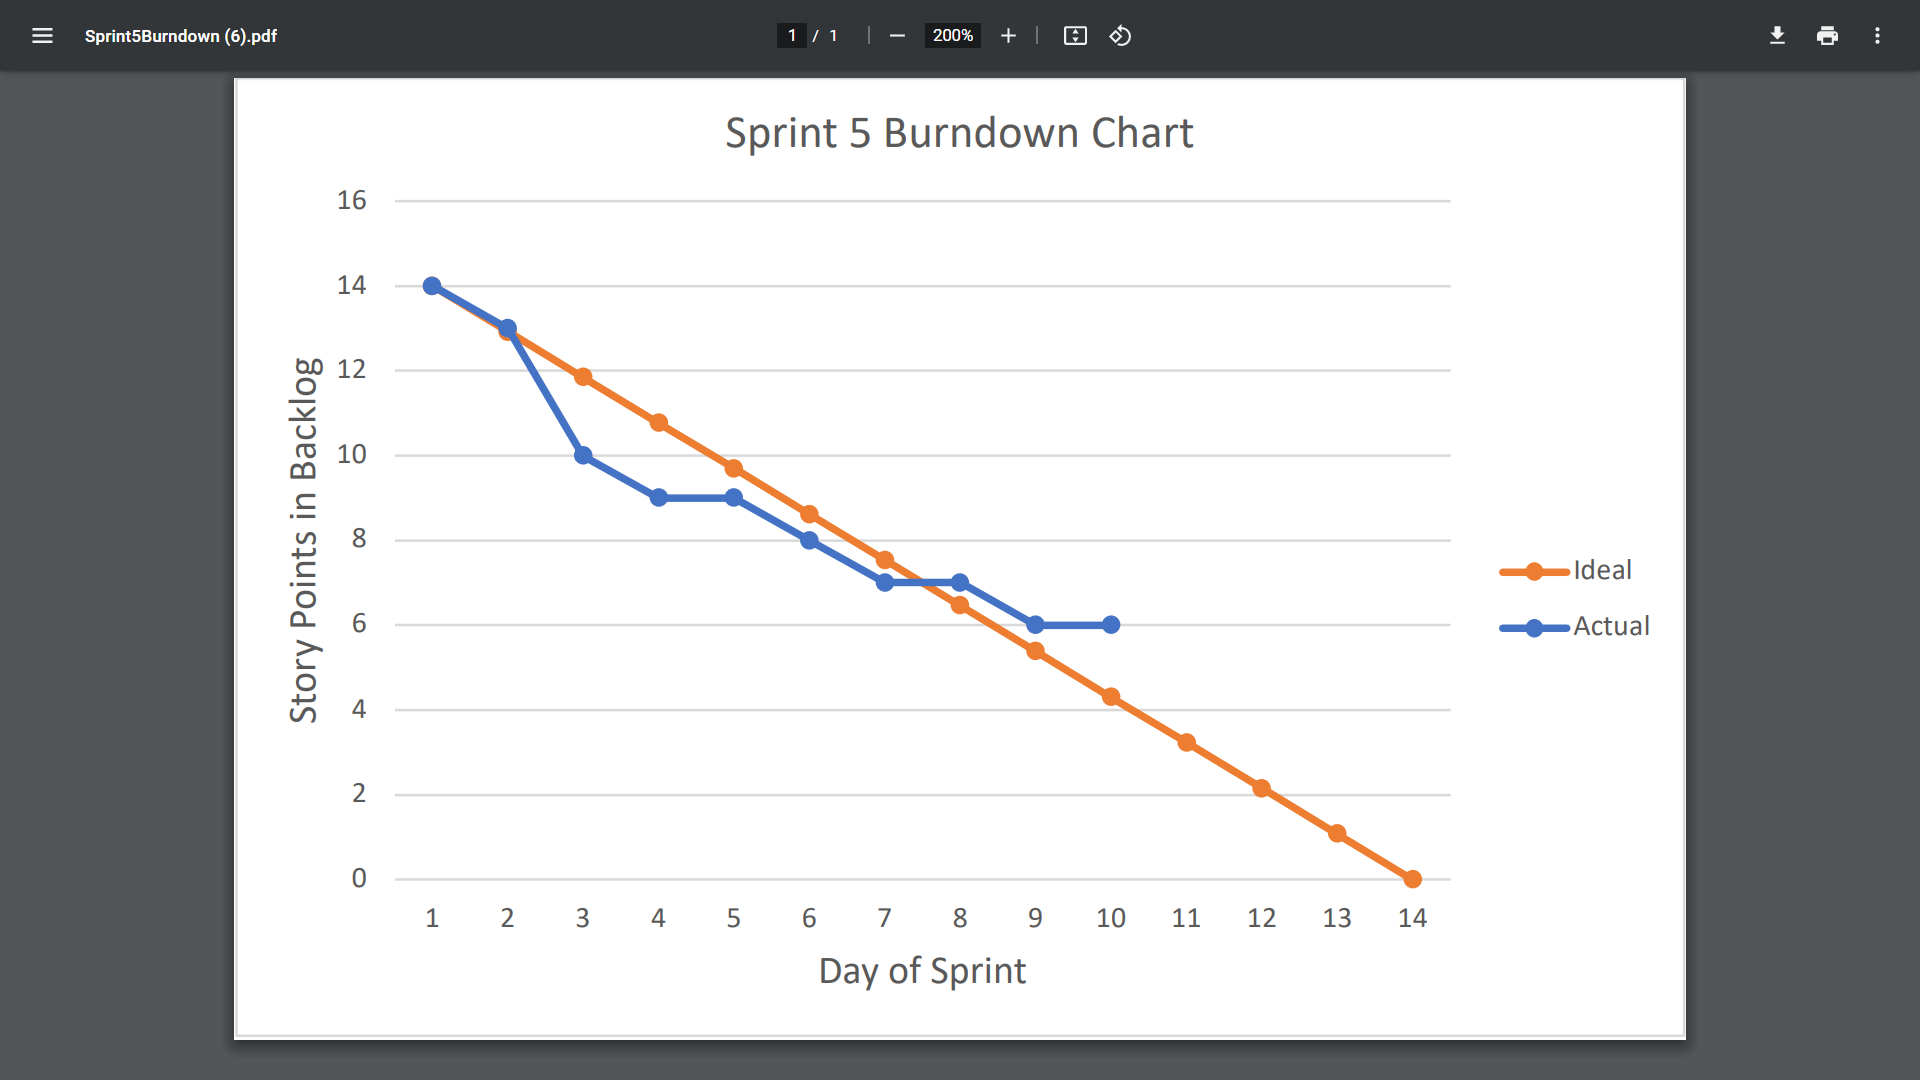 Sprint5Burndown (6).pdf
1 / 1
200%
Sprint 5 Burndown Chart
16
14
12
10
8
6
4
2
0
Story Points in Backlog
1 2 3 4 5 6 7 8 9 10 11 12 13 14
Day of Sprint
Ideal
Actual